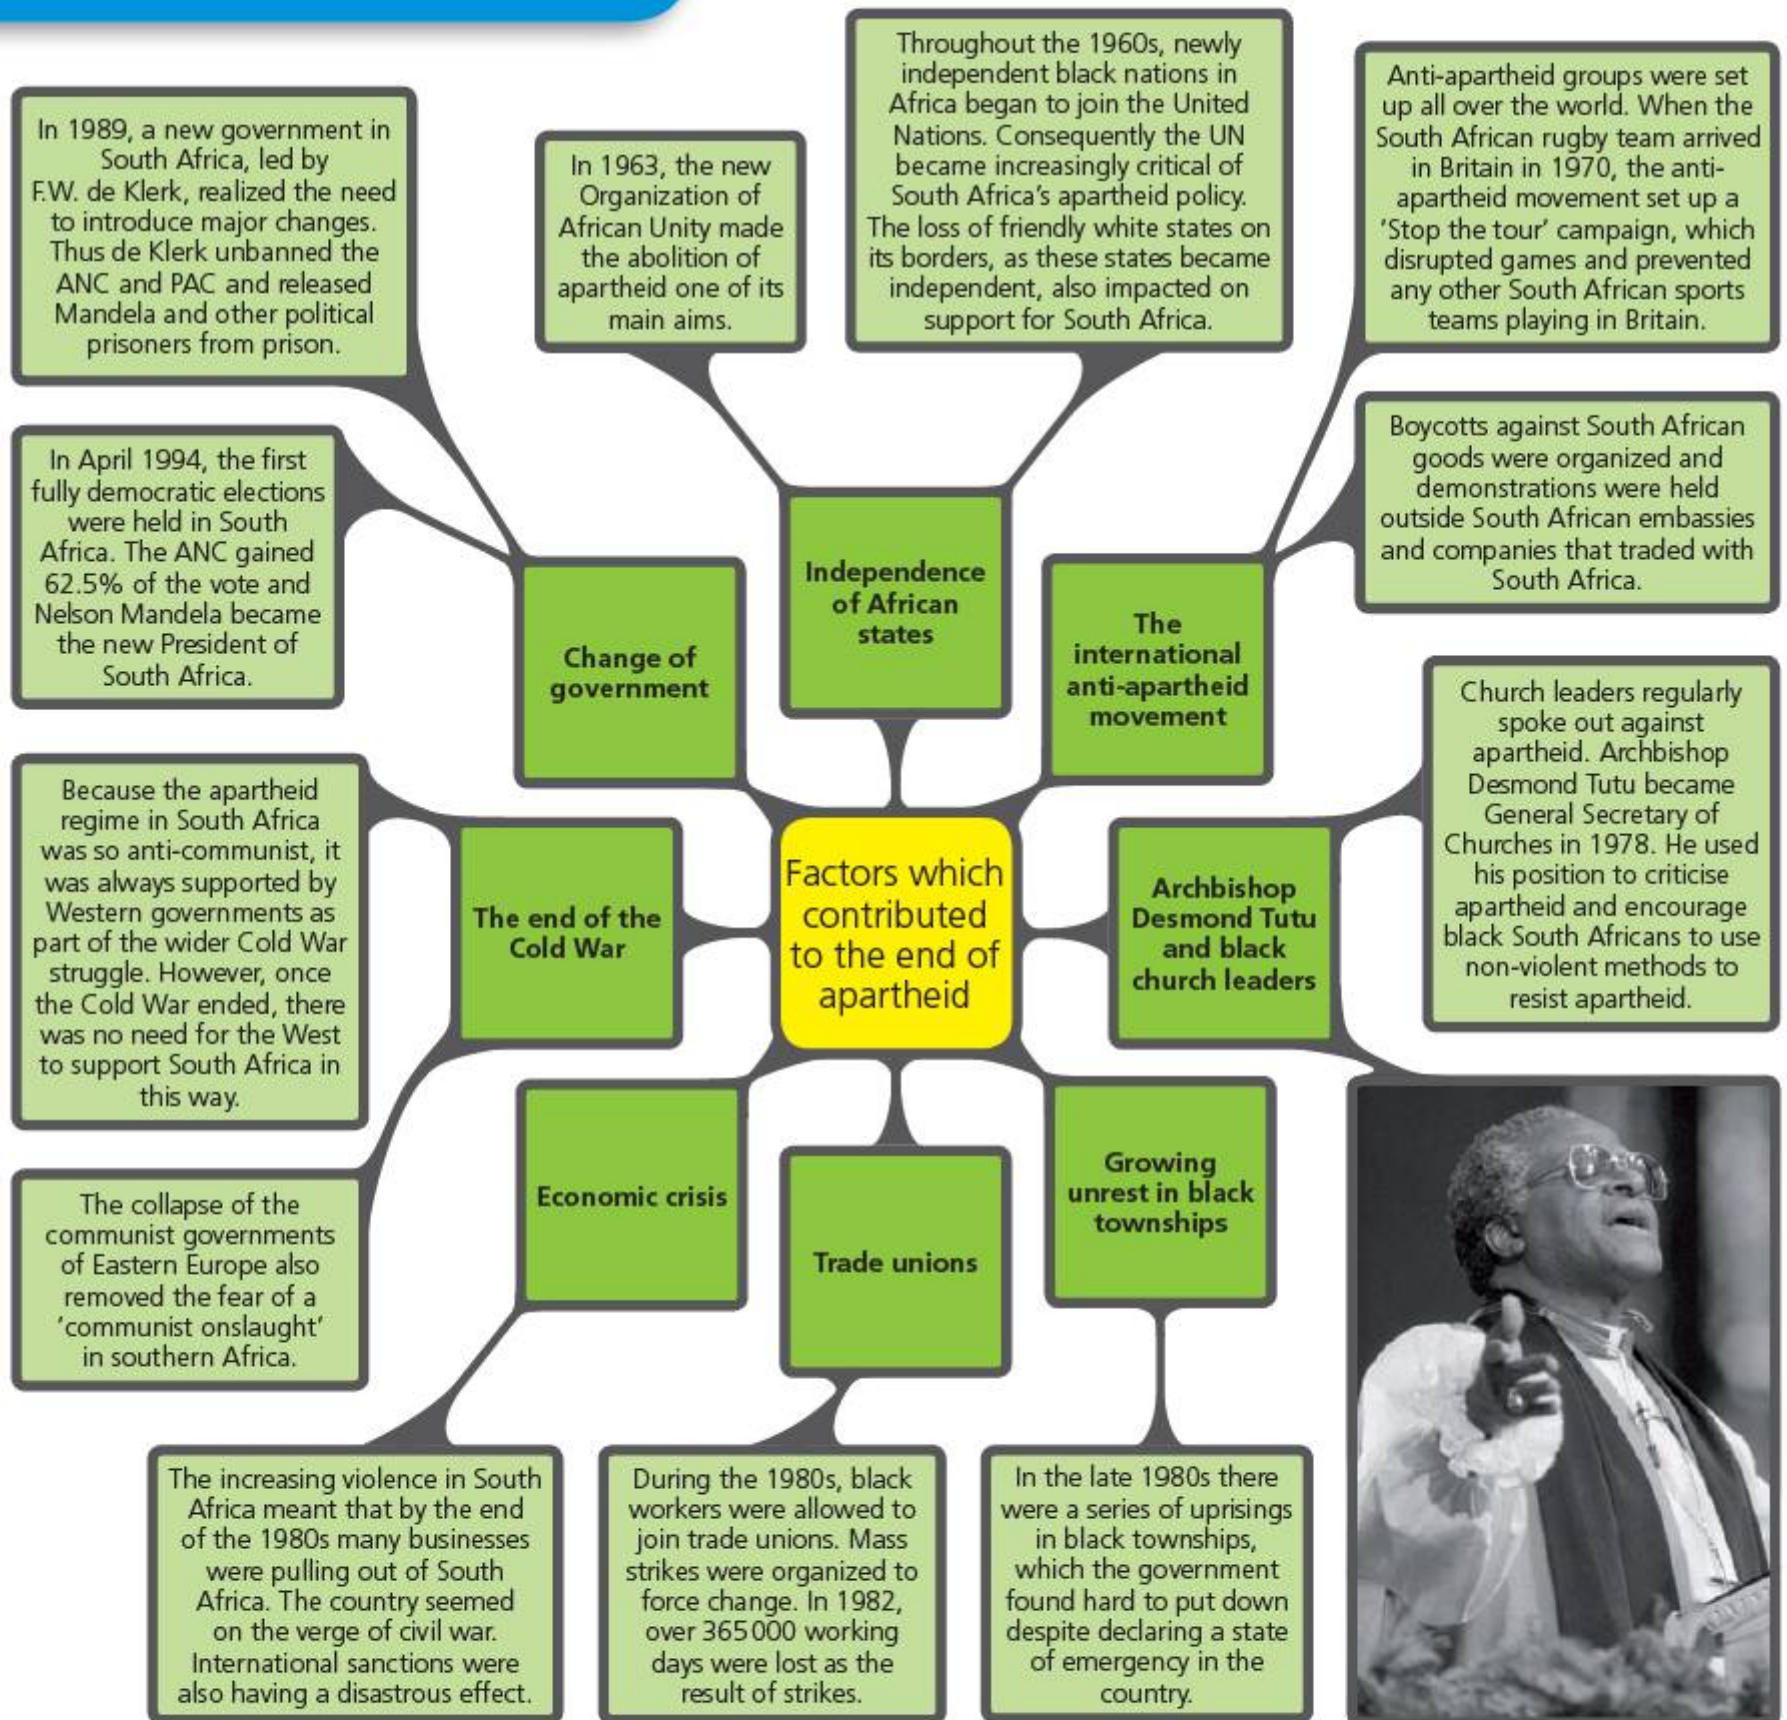 In 1989, a new government in
South Africa, led by
F.W. de Klerk, realized the need
to introduce major changes.
Thus de Klerk unbanned the
ANC and PAC and released
Mandela and other political
prisoners from prison.
In 1963, the new
Organization of
African Unity made
the abolition of
apartheid one of its
main aims.
Throughout the 1960s, newly
independent black nations in
Africa began to join the United
Nations. Consequently the UN
became increasingly critical of
South Africa's apartheid policy.
The loss of friendly white states on
its borders, as these states became
independent, also impacted on
support for South Africa.
Anti-apartheid groups were set
up all over the world. When the
South African rugby team arrived
in Britain in 1970, the anti-
apartheid movement set up a
'Stop the tour' campaign, which
disrupted games and prevented
any other South African sports
teams playing in Britain.
In April 1994, the first
fully democratic elections
were held in South
Africa. The ANC gained
62.5% of the vote and
Nelson Mandela became
the new President of
South Africa.
Boycotts against South African
goods were organized and
demonstrations were held
outside South African embassies
and companies that traded with
South Africa.
Change of
government
Independence
of African
states
The
international
anti-apartheid
movement
Because the apartheid
regime in South Africa
was so anti-communist, it
was always supported by
Western governments as
part of the wider Cold War
struggle. However, once
the Cold War ended, there
was no need for the West
to support South Africa in
this way.
The end of the
Cold War
Factors which
contributed
to the end of
apartheid
Archbishop
Desmond Tutu
and black
church leaders
Church leaders regularly
spoke out against
apartheid. Archbishop
Desmond Tutu became
General Secretary of
Churches in 1978. He used
his position to criticise
apartheid and encourage
black South Africans to use
non-violent methods to
resist apartheid.
The collapse of the
communist governments
of Eastern Europe also
removed the fear of a
'communist onslaught'
in southern Africa.
Economic crisis
Trade unions
Growing
unrest in black
townships
The increasing violence in South
Africa meant that by the end
of the 1980s many businesses
were pulling out of South
Africa. The country seemed
on the verge of civil war.
International sanctions were
also having a disastrous effect.
During the 1980s, black
workers were allowed to
join trade unions. Mass
strikes were organized to
force change. In 1982,
over 365 000 working
days were lost as the
result of strikes.
In the late 1980s there
were a series of uprisings
in black townships,
which the government
found hard to put down
despite declaring a state
of emergency in the
country.